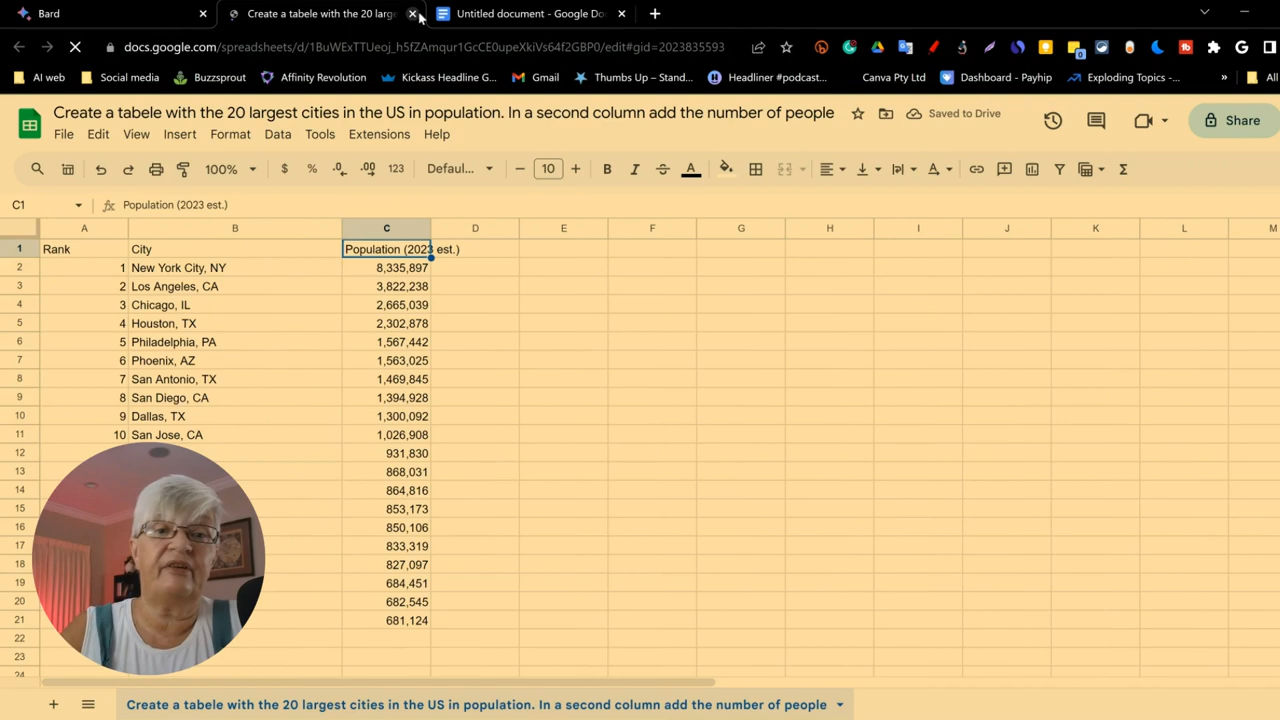 Bard
Create a tabele with the 20 larg
Untitled document - Google Do
docs.google.com/spreadsheets/d/1BuWExTTUeoj_h5fZAmqur1GcCE0upeXkiVs64f2GBP0/edit#gid=2023835593
AI web
Social media
Buzzsprout
Affinity Revolution
Kickass Headline G...
Gmail
Thumbs Up – Stand...
Headliner #podcast...
Canva Pty Ltd
Dashboard - Payhip
Exploding Topics -...
»
All
Create a tabele with the 20 largest cities in the US in population. In a second column add the number of people
Saved to Drive
Share
File Edit View Insert Format Data Tools Extensions Help
100% $ % .0 .00 123 Defaul... − 10 + B I A Σ
C1 fx Population (2023 est.)
A B C D E F G H I J K L M
1 Rank City Population (2023 est.)
2 1 New York City, NY 8,335,897
3 2 Los Angeles, CA 3,822,238
4 3 Chicago, IL 2,665,039
5 4 Houston, TX 2,302,878
6 5 Philadelphia, PA 1,567,442
7 6 Phoenix, AZ 1,563,025
8 7 San Antonio, TX 1,469,845
9 8 San Diego, CA 1,394,928
10 9 Dallas, TX 1,300,092
11 10 San Jose, CA 1,026,908
12 931,830
13 868,031
14 864,816
15 853,173
16 850,106
17 833,319
18 827,097
19 684,451
20 682,545
21 681,124
22
23
24
Create a tabele with the 20 largest cities in the US in population. In a second column add the number of people